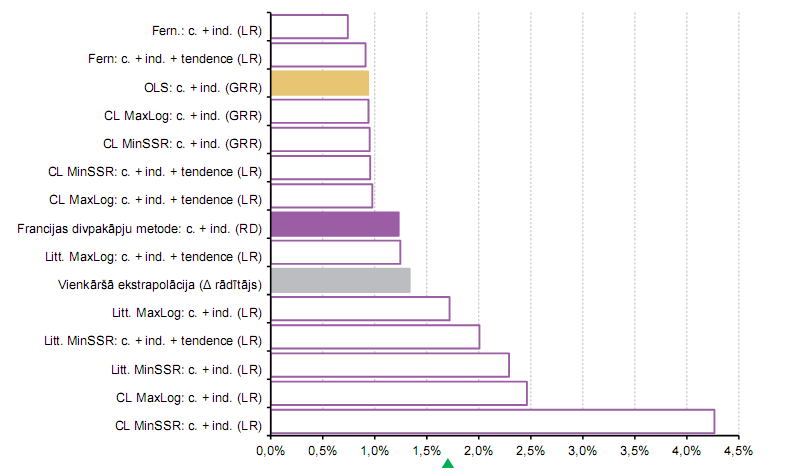 Fern.: c. + ind. (LR)
Fern: c. + ind. + tendence (LR)
OLS: c. + ind. (GRR)
CL MaxLog: c. + ind. (GRR)
CL MinSSR: c. + ind. (GRR)
CL MinSSR: c. + ind. + tendence (LR)
CL MaxLog: c. + ind. + tendence (LR)
Francijas divpakāpju metode: c. + ind. (RD)
Litt. MaxLog: c. + ind. + tendence (LR)
Vienkāršā ekstrapolācija (Δ rādītājs)
Litt. MaxLog: c. + ind. (LR)
Litt. MinSSR: c. + ind. + tendence (LR)
Litt. MinSSR: c. + ind. (LR)
CL MaxLog: c. + ind. (LR)
CL MinSSR: c. + ind. (LR)
0,0% 0,5% 1,0% 1,5% 2,0% 2,5% 3,0% 3,5% 4,0% 4,5%